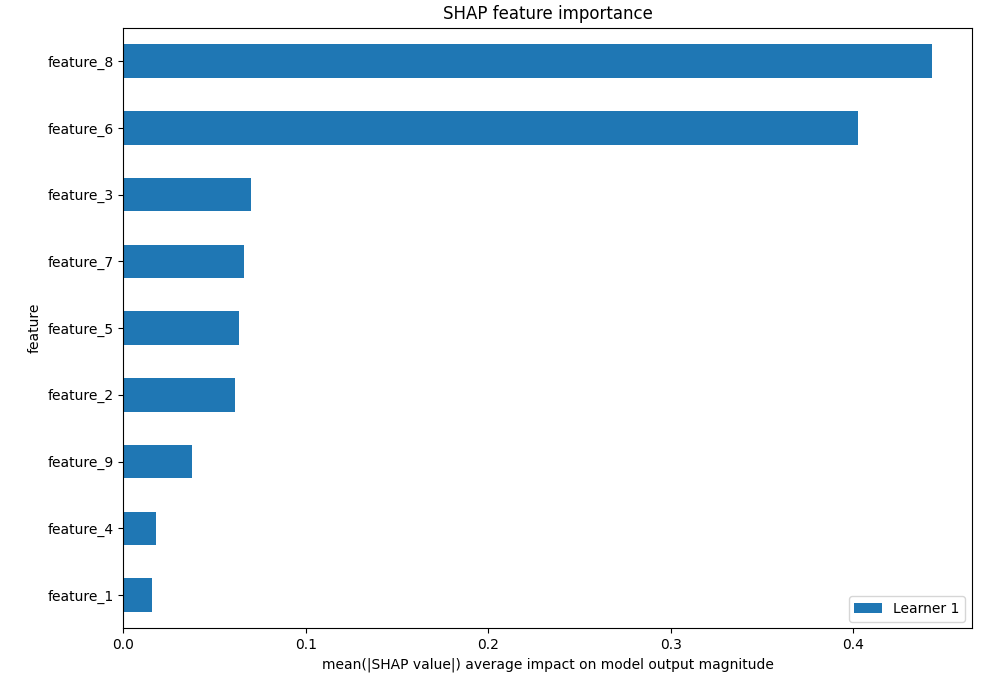 SHAP feature importance
feature_8
feature_6
feature_3
feature_7
feature_5
feature_2
feature_9
feature_4
feature_1
feature
0.0 0.1 0.2 0.3 0.4
mean(|SHAP value|) average impact on model output magnitude
Learner 1